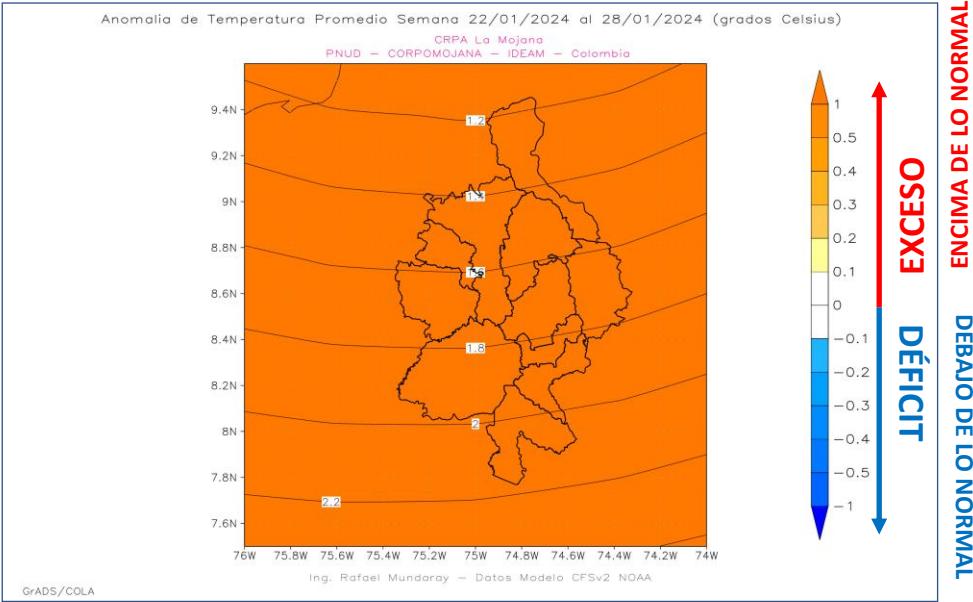 Anomalia de Temperatura Promedio Semana 22/01/2024 al 28/01/2024 (grados Celsius)
CRPA La Mojana
PNUD – CORPOMOJANA – IDEAM – Colombia
9.4N
9.2N
9N
8.8N
8.6N
8.4N
8.2N
8N
7.8N
7.6N
76W 75.8W 75.6W 75.4W 75.2W 75W 74.8W 74.6W 74.4W 74.2W 74W
1.2
1.6
1.8
2
2.2
1
0.5
0.4
0.3
0.2
0.1
0
−0.1
−0.2
−0.3
−0.4
−0.5
−1
EXCESO
DÉFICIT
ENCIMA DE LO NORMAL
DEBAJO DE LO NORMAL
Ing. Rafael Mundaray – Datos Modelo CFSv2 NOAA
GrADS/COLA